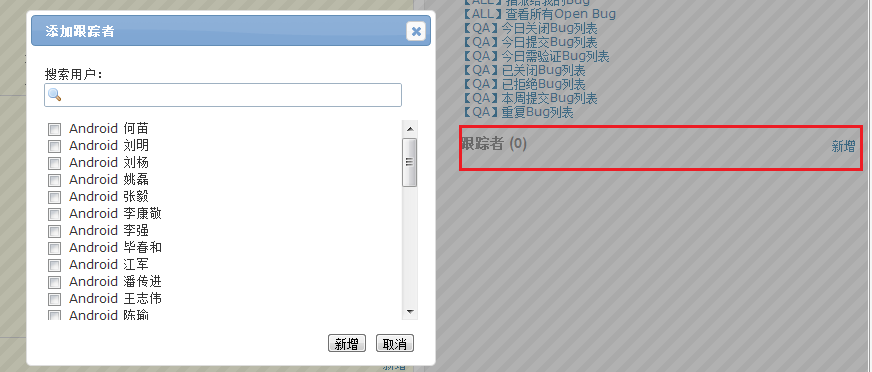 添加跟踪者
搜索用户：
Android 何苗
Android 刘明
Android 刘杨
Android 姚磊
Android 张毅
Android 李康敬
Android 李强
Android 毕春和
Android 江军
Android 潘传进
Android 王志伟
Android 陈瑜
新增 取消
【ALL】指派给我的Bug
【ALL】查看所有Open Bug
【QA】今日关闭Bug列表
【QA】今日提交Bug列表
【QA】今日需验证Bug列表
【QA】已关闭Bug列表
【QA】已拒绝Bug列表
【QA】本周提交Bug列表
【QA】重复Bug列表
跟踪者 (0) 新增
新增